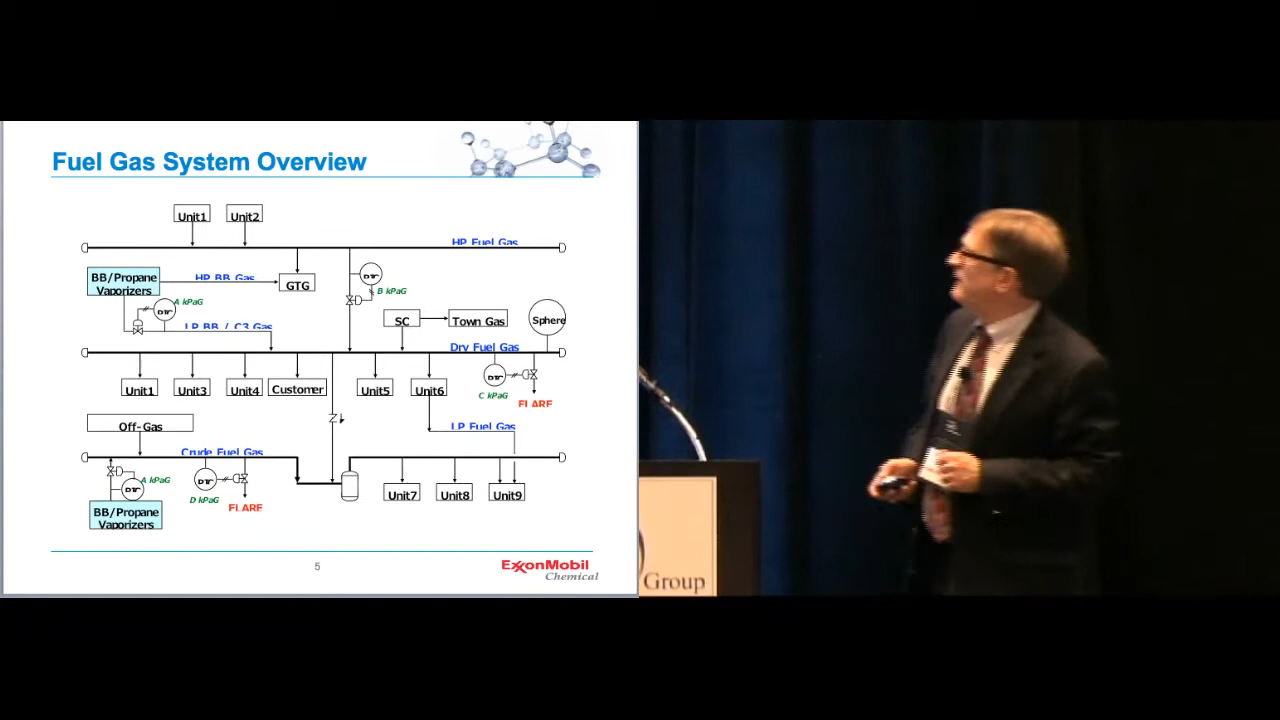 Fuel Gas System Overview
Unit1
Unit2
HP Fuel Gas
BB/Propane
Vaporizers
HP BB Gas
GTG
B kPaG
A kPaG
LP BB / C3 Gas
SC
Town Gas
Sphere
Dry Fuel Gas
Unit1
Unit3
Unit4
Customer
Unit5
Unit6
C kPaG
FLARE
Off-Gas
LP Fuel Gas
Crude Fuel Gas
A kPaG
D kPaG
FLARE
BB/Propane
Vaporizers
Unit7
Unit8
Unit9
5
ExxonMobil
Chemical
Group